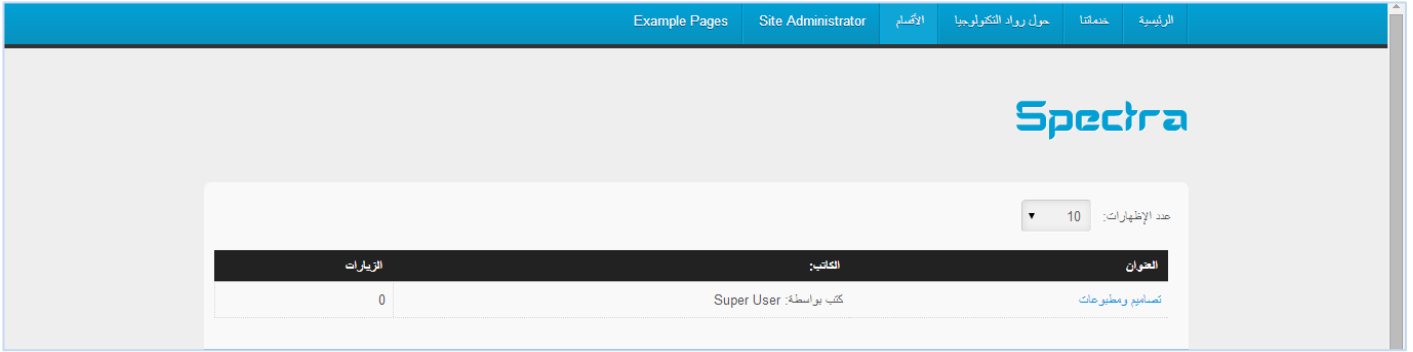 الرئيسية خدماتنا حول رواد التكنولوجيا الأقسام Site Administrator Example Pages
Spectra
عدد الإظهارات: 10
العنوان الكاتب: الزيارات
تصاميم ومطبوعات كتب بواسطة: Super User 0